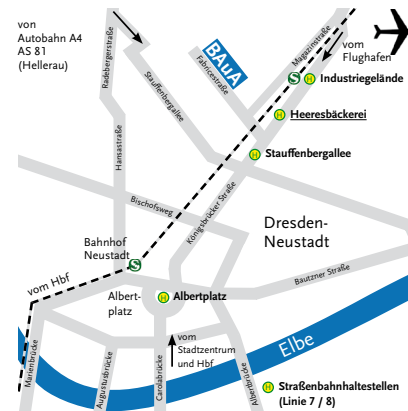 von
Autobahn A4
AS 81
(Hellerau)
Radebergerstraße
Stauffenbergallee
Fabricestraße
BAuA
Magazinstraße
vom
Flughafen
S
H
Industriegelände
H
Heeresbäckerei
H
Stauffenbergallee
Hansastraße
Bischofsweg
Königsbrücker Straße
Dresden-
Neustadt
Bahnhof
Neustadt
S
vom Hbf
Bautzner Straße
Albert-
platz
H
Albertplatz
Marienbrücke
Augustusbrücke
Carolabrücke
vom
Stadtzentrum
und Hbf
Albertbrücke
Elbe
H
Straßenbahnhaltestellen
(Linie 7 / 8)